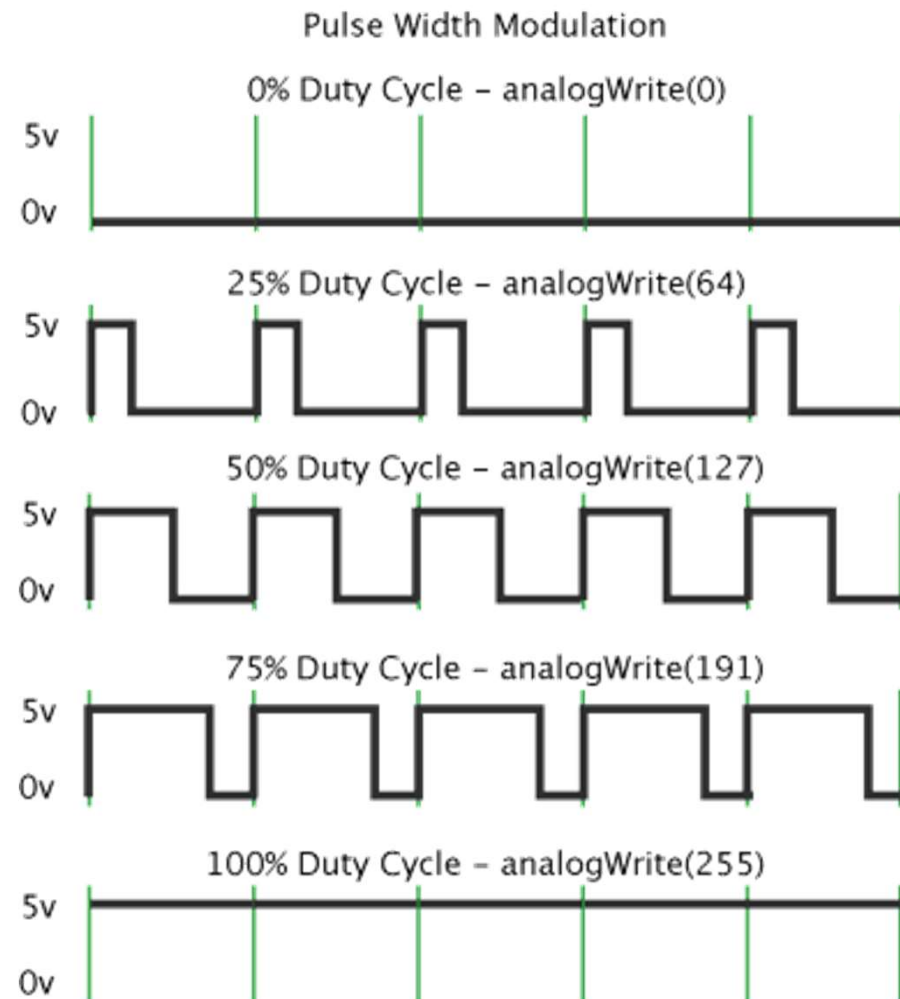 Pulse Width Modulation
0% Duty Cycle – analogWrite(0)
5v
0v
25% Duty Cycle – analogWrite(64)
5v
0v
50% Duty Cycle – analogWrite(127)
5v
0v
75% Duty Cycle – analogWrite(191)
5v
0v
100% Duty Cycle – analogWrite(255)
5v
0v